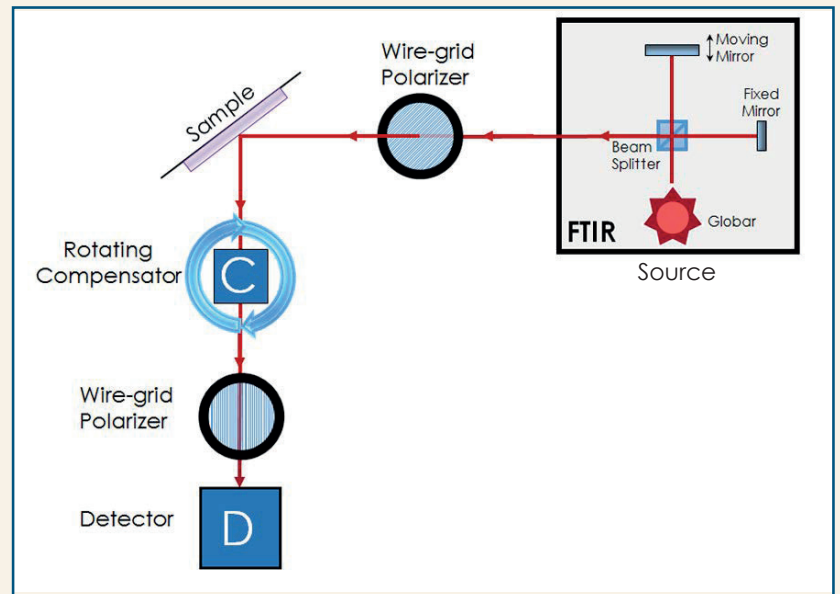 Wire-grid
Polarizer
Moving
Mirror
Fixed
Mirror
Sample
Beam
Splitter
Globar
FTIR
Source
Rotating
Compensator
C
Wire-grid
Polarizer
Detector
D